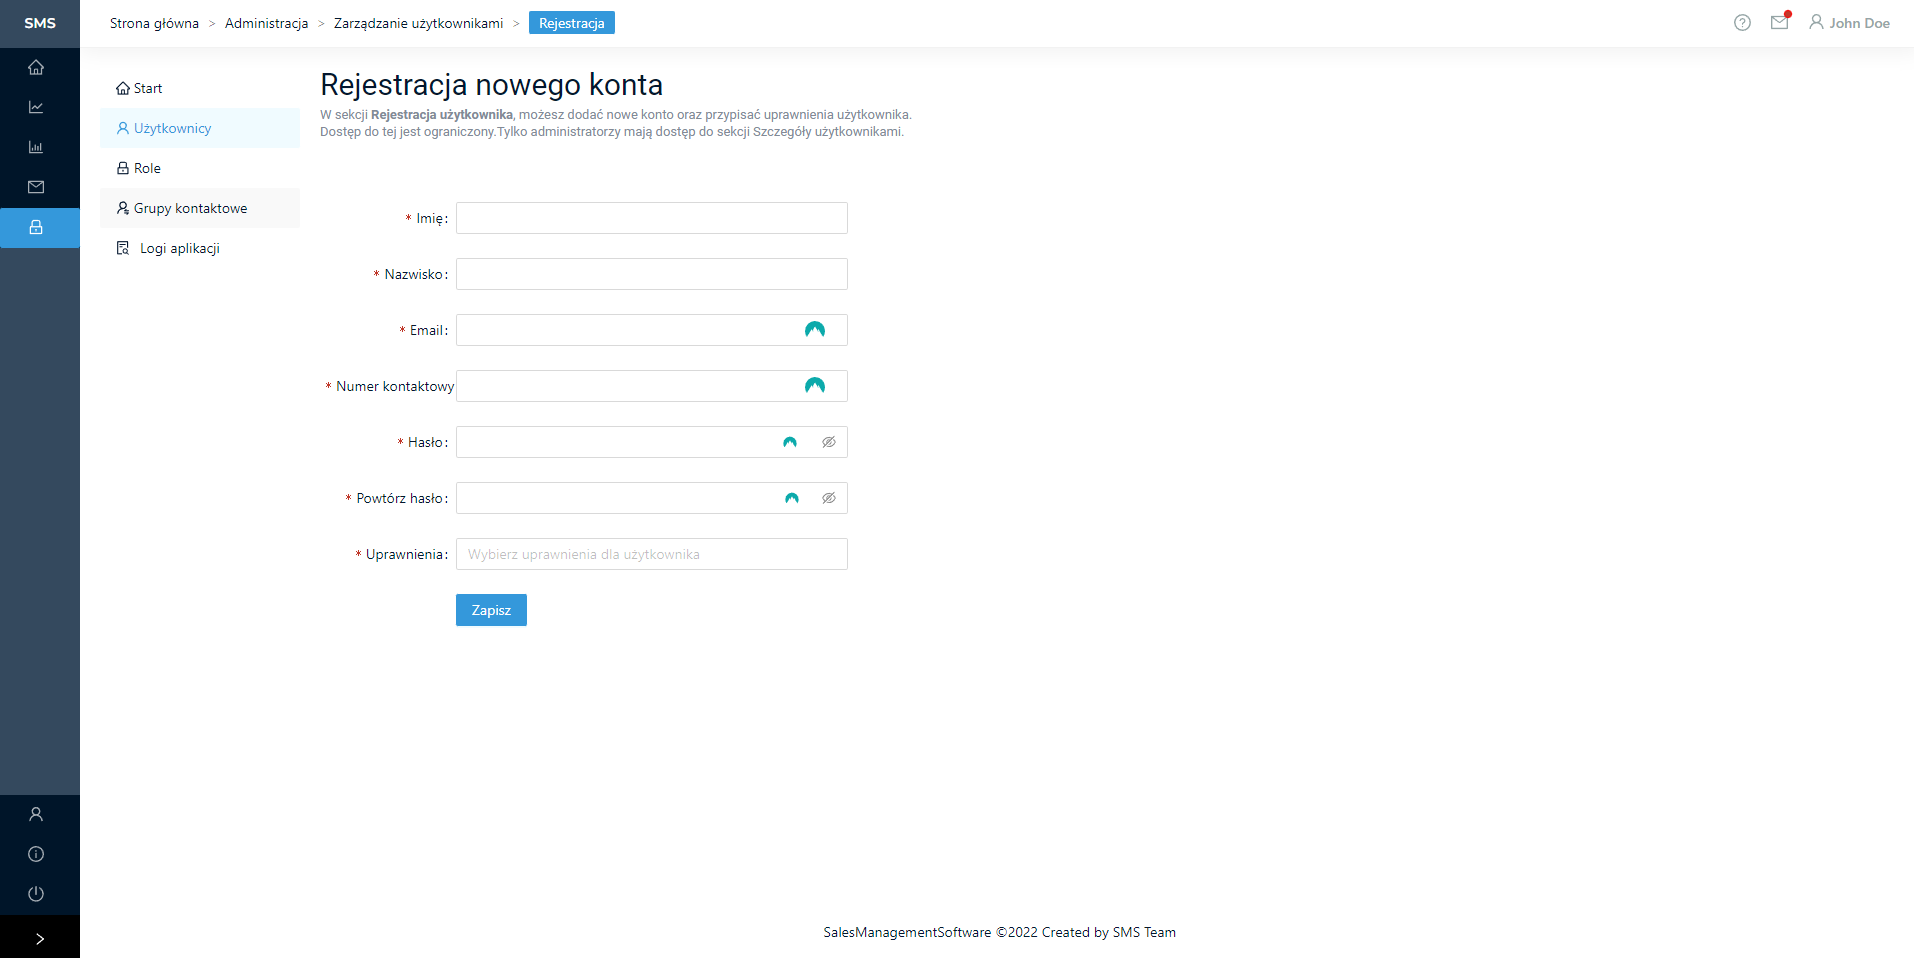 SMS
Strona główna > Administracja > Zarządzanie użytkownikami > Rejestracja
John Doe
Start
Użytkownicy
Role
Grupy kontaktowe
Logi aplikacji
Rejestracja nowego konta
W sekcji Rejestracja użytkownika, możesz dodać nowe konto oraz przypisać uprawnienia użytkownika.
Dostęp do tej jest ograniczony.Tylko administratorzy mają dostęp do sekcji Szczegóły użytkownikami.
* Imię:
* Nazwisko:
* Email:
* Numer kontaktowy
* Hasło:
* Powtórz hasło:
* Uprawnienia: Wybierz uprawnienia dla użytkownika
Zapisz
SalesManagementSoftware ©2022 Created by SMS Team